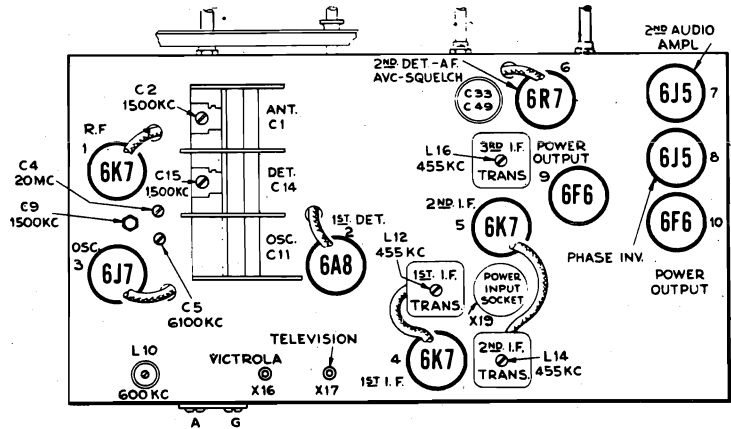 2ND AUDIO
AMPL
2ND. DET.-A.F.
AVC-SQUELCH
6
6R7
C33
C49
6J5
7
C2
1500KC
ANT.
C1
R.F
1
6K7
L16
455KC
3RD I.F.
TRANS.
POWER
OUTPUT
9
6F6
6J5
8
C4
20MC
C15
1500KC
DET.
C14
C9
1500KC
2ND. I.F.
5
6K7
6F6
10
OSC.
3
6J7
OSC.
C11
1ST. DET.
2
6A8
L12
455KC
1ST. I.F.
TRANS.
POWER
INPUT
SOCKET
X19
PHASE INV.
POWER
OUTPUT
C5
6100KC
L10
600KC
VICTROLA
X16
TELEVISION
X17
4
6K7
1ST I.F.
2ND. I.F.
TRANS.
L14
455KC
A G